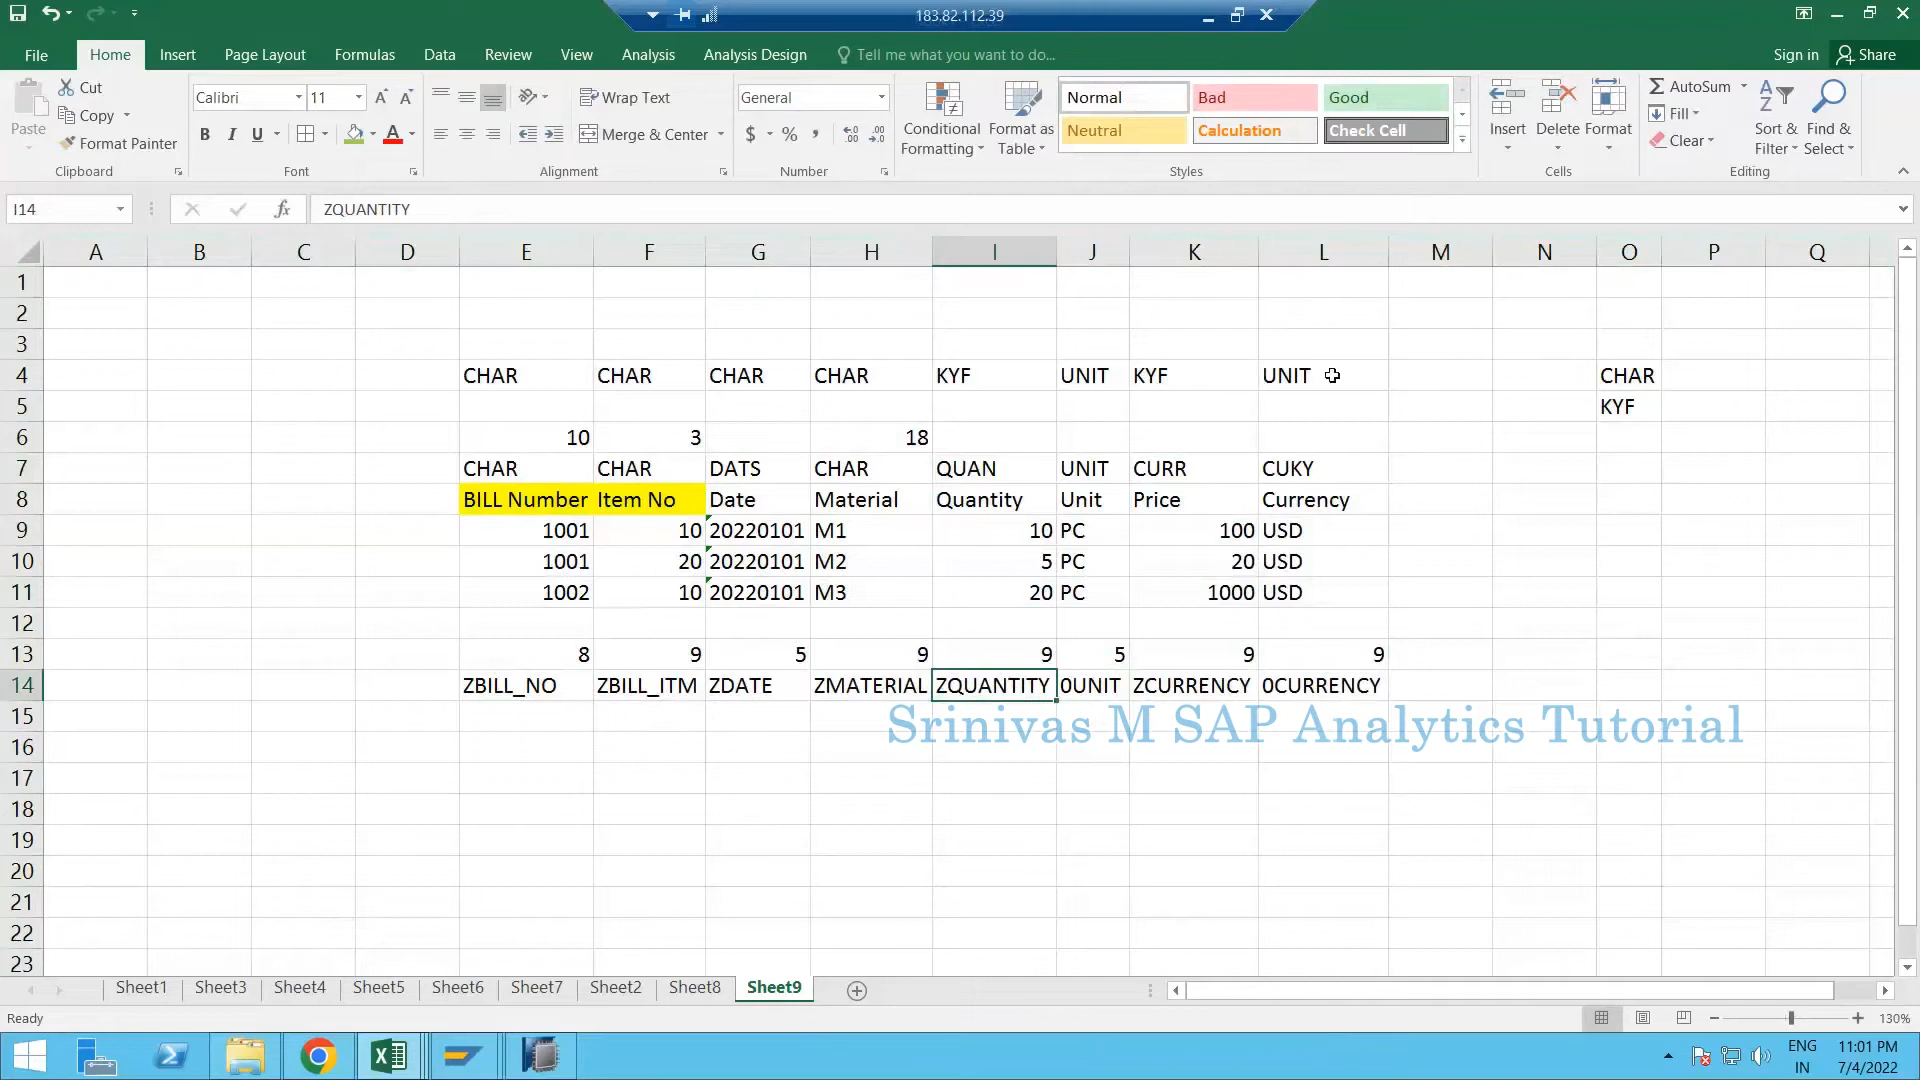 183.82.112.39
File Home Insert Page Layout Formulas Data Review View Analysis Analysis Design Tell me what you want to do... Sign in Share
Paste Cut Copy Format Painter Clipboard
Calibri 11 A A B I U A Font
Wrap Text Merge & Center Alignment
General $ % , Number
Conditional Formatting Format as Table
Normal Bad Good
Neutral Calculation Check Cell
Styles
Insert Delete Format Cells
AutoSum Fill Clear Sort & Filter Find & Select Editing
I14 fx ZQUANTITY
A B C D E F G H I J K L M N O P Q
1
2
3
4 CHAR CHAR CHAR CHAR KYF UNIT KYF UNIT CHAR
5 KYF
6 10 3 18
7 CHAR CHAR DATS CHAR QUAN UNIT CURR CUKY
8 BILL Number Item No Date Material Quantity Unit Price Currency
9 1001 10 20220101 M1 10 PC 100 USD
10 1001 20 20220101 M2 5 PC 20 USD
11 1002 10 20220101 M3 20 PC 1000 USD
12
13 8 9 5 9 9 5 9 9
14 ZBILL_NO ZBILL_ITM ZDATE ZMATERIAL ZQUANTITY 0UNIT ZCURRENCY 0CURRENCY
15
Srinivas M SAP Analytics Tutorial
16
17
18
19
20
21
22
23
Sheet1 Sheet3 Sheet4 Sheet5 Sheet6 Sheet7 Sheet2 Sheet8 Sheet9
Ready 130%
ENG 11:01 PM
IN 7/4/2022